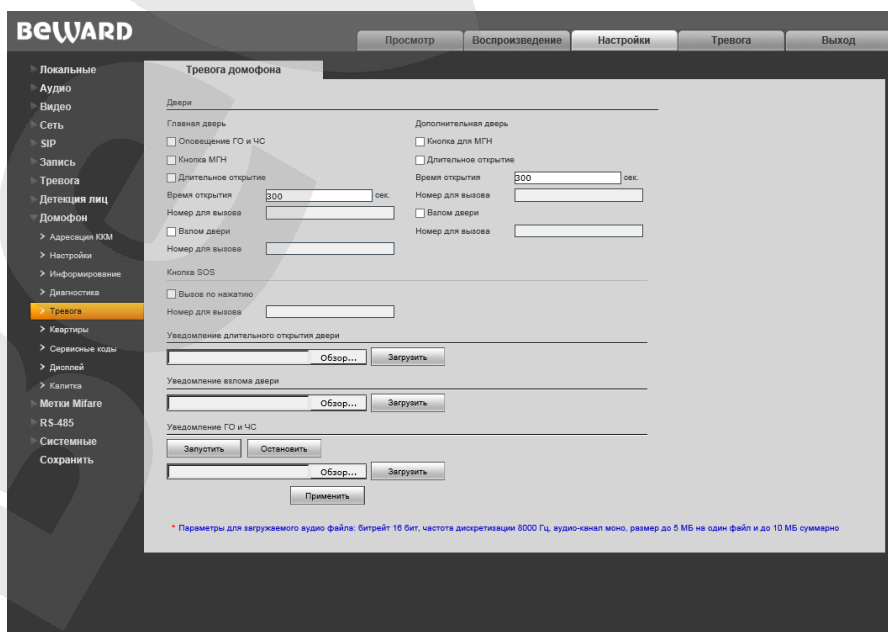 BEWARD
Просмотр Воспроизведение Настройки Тревога Выход
Локальные
Аудио
Видео
Сеть
SIP
Запись
Тревога
Детекция лиц
Домофон
Адресация ККМ
Настройки
Информирование
Диагностика
Тревога
Квартиры
Сервисные коды
Дисплей
Калитка
Метки Mifare
RS-485
Системные
Сохранить
Тревога домофона
Двери
Главная дверь Дополнительная дверь
Оповещение ГО и ЧС Кнопка для МГН
Кнопка МГН Длительное открытие
Длительное открытие Время открытия 300 сек.
Время открытия 300 сек. Номер для вызова
Номер для вызова Взлом двери
Взлом двери Номер для вызова
Номер для вызова
Кнопка SOS
Вызов по нажатию
Номер для вызова
Уведомление длительного открытия двери
Обзор... Загрузить
Уведомление взлома двери
Обзор... Загрузить
Уведомление ГО и ЧС
Запустить Остановить
Обзор... Загрузить
Применить
* Параметры для загружаемого аудио файла: битрейт 16 бит, частота дискретизации 8000 Гц, аудио-канал моно, размер до 5 МБ на один файл и до 10 МБ суммарно